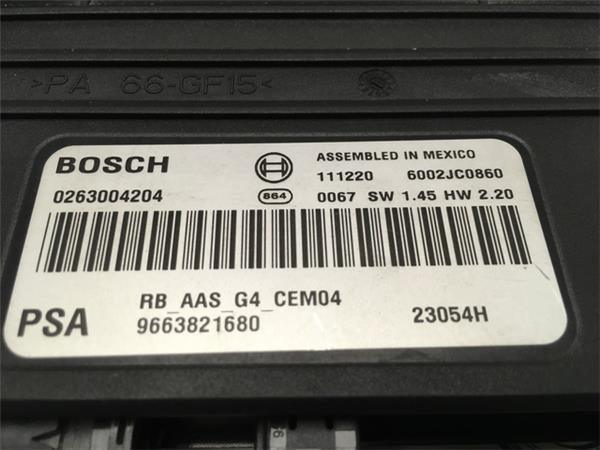 >PA 66-GF15<
BOSCH
ASSEMBLED IN MEXICO
111220 6002JC0860
0263004204
864
0067 SW 1.45 HW 2.20
RB_AAS_G4_CEM04
PSA
9663821680
23054H